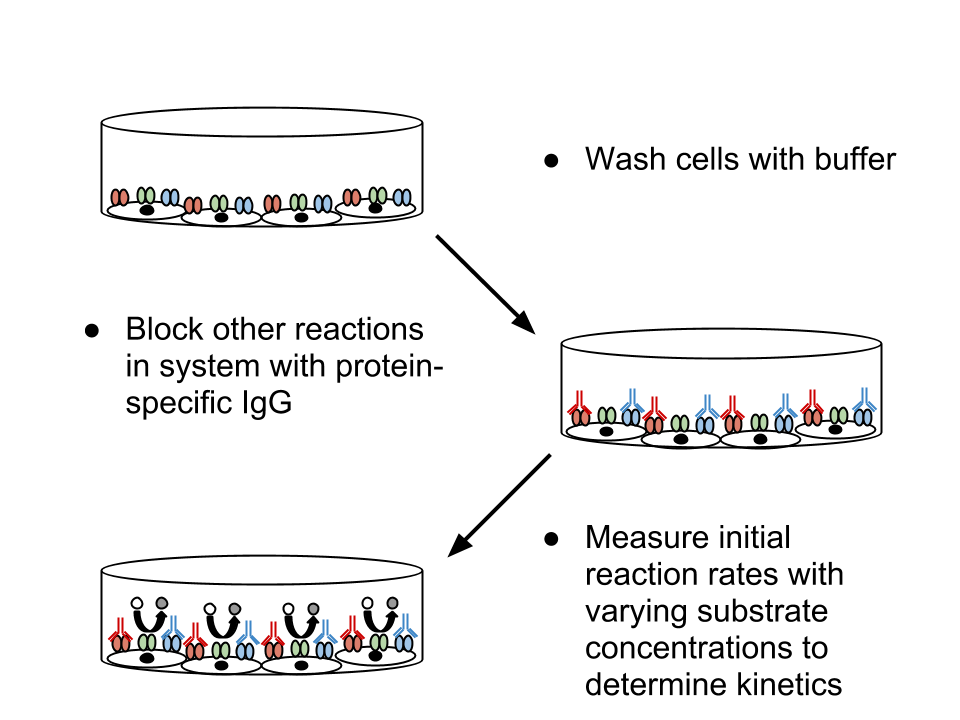 ● Wash cells with buffer
● Block other reactions
in system with protein-
specific IgG
● Measure initial
reaction rates with
varying substrate
concentrations to
determine kinetics